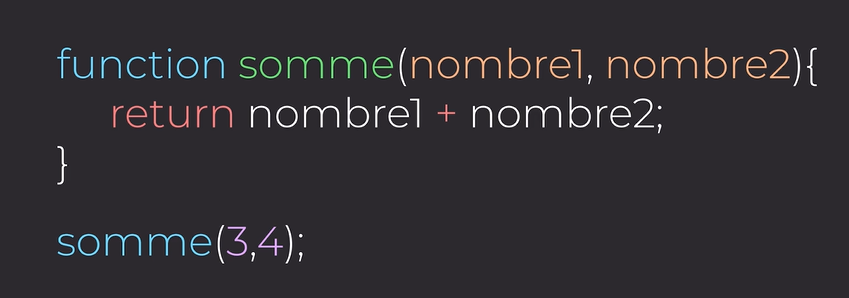 function somme(nombre1, nombre2){
return nombre1 + nombre2;
}
somme(3,4);